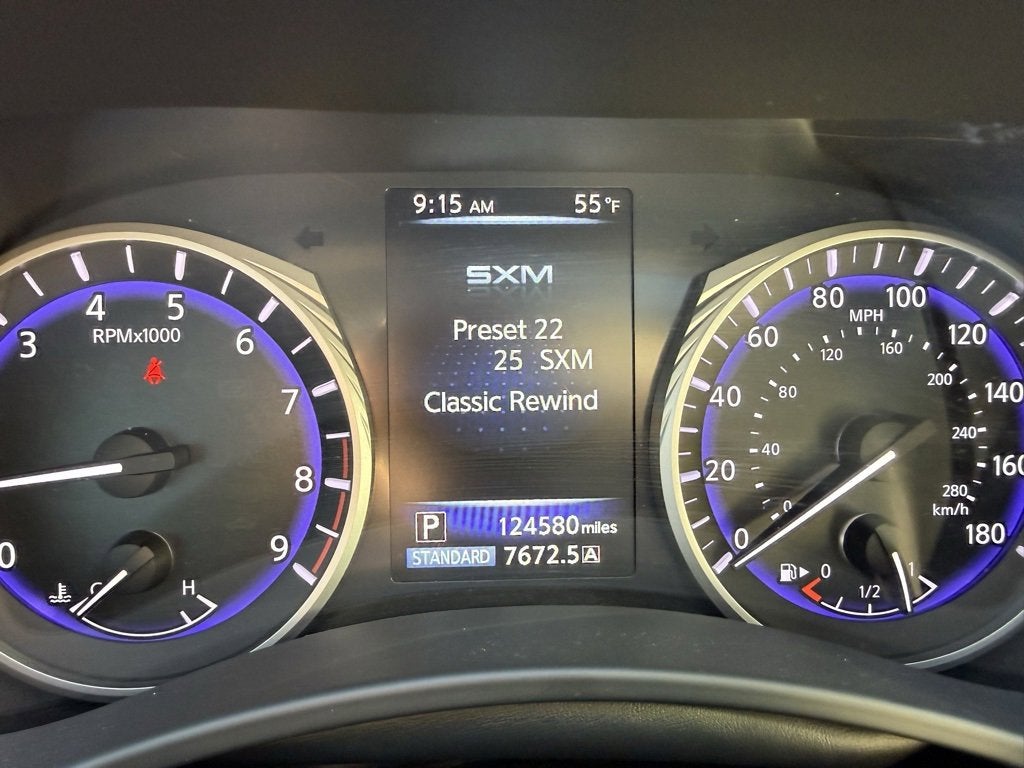 9:15 AM 55°F
SXM
Preset 22
25 SXM
Classic Rewind
P 124580 miles
STANDARD 7672.5 A
3 4 5 6 7 8 9
RPMx1000
0
C H
0 20 40 60 80 100 120 140 160 180
MPH
0 40 80 120 160 200 240 280
km/h
0 1/2 1